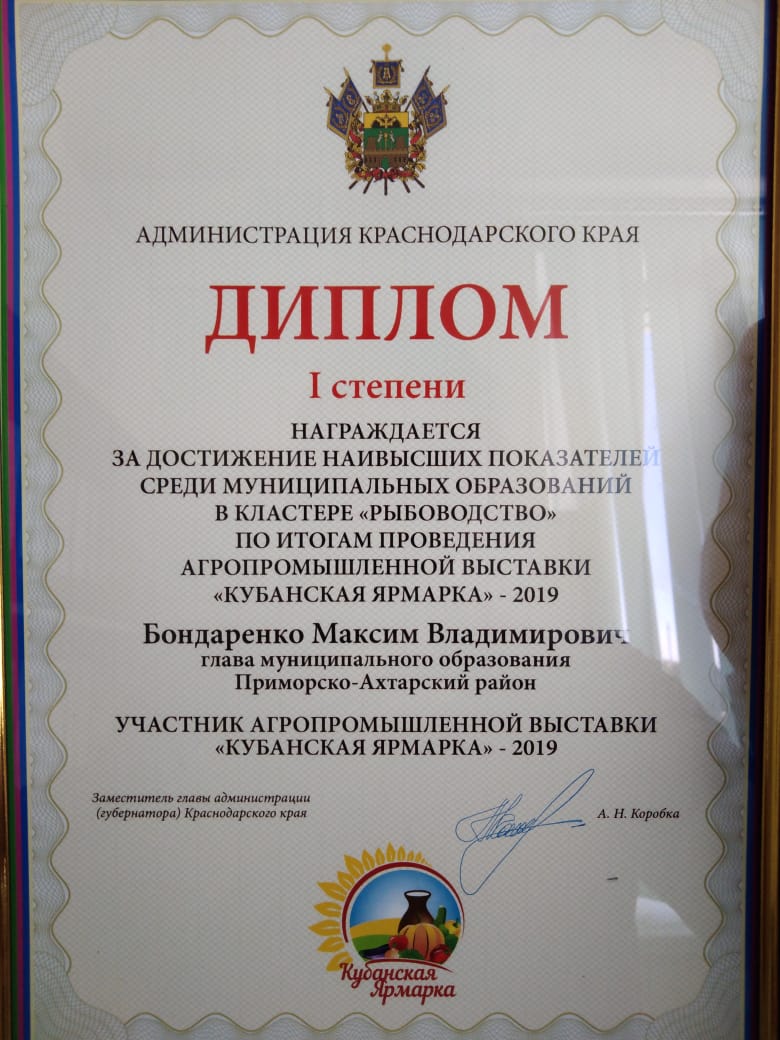 АДМИНИСТРАЦИЯ КРАСНОДАРСКОГО КРАЯ
ДИПЛОМ
I степени
НАГРАЖДАЕТСЯ
ЗА ДОСТИЖЕНИЕ НАИВЫСШИХ ПОКАЗАТЕЛЕЙ
СРЕДИ МУНИЦИПАЛЬНЫХ ОБРАЗОВАНИЙ
В КЛАСТЕРЕ «РЫБОВОДСТВО»
ПО ИТОГАМ ПРОВЕДЕНИЯ
АГРОПРОМЫШЛЕННОЙ ВЫСТАВКИ
«КУБАНСКАЯ ЯРМАРКА» - 2019
Бондаренко Максим Владимирович
глава муниципального образования
Приморско-Ахтарский район
УЧАСТНИК АГРОПРОМЫШЛЕННОЙ ВЫСТАВКИ
«КУБАНСКАЯ ЯРМАРКА» - 2019
Заместитель главы администрации
(губернатора) Краснодарского края
А. Н. Коробка
Кубанская
Ярмарка